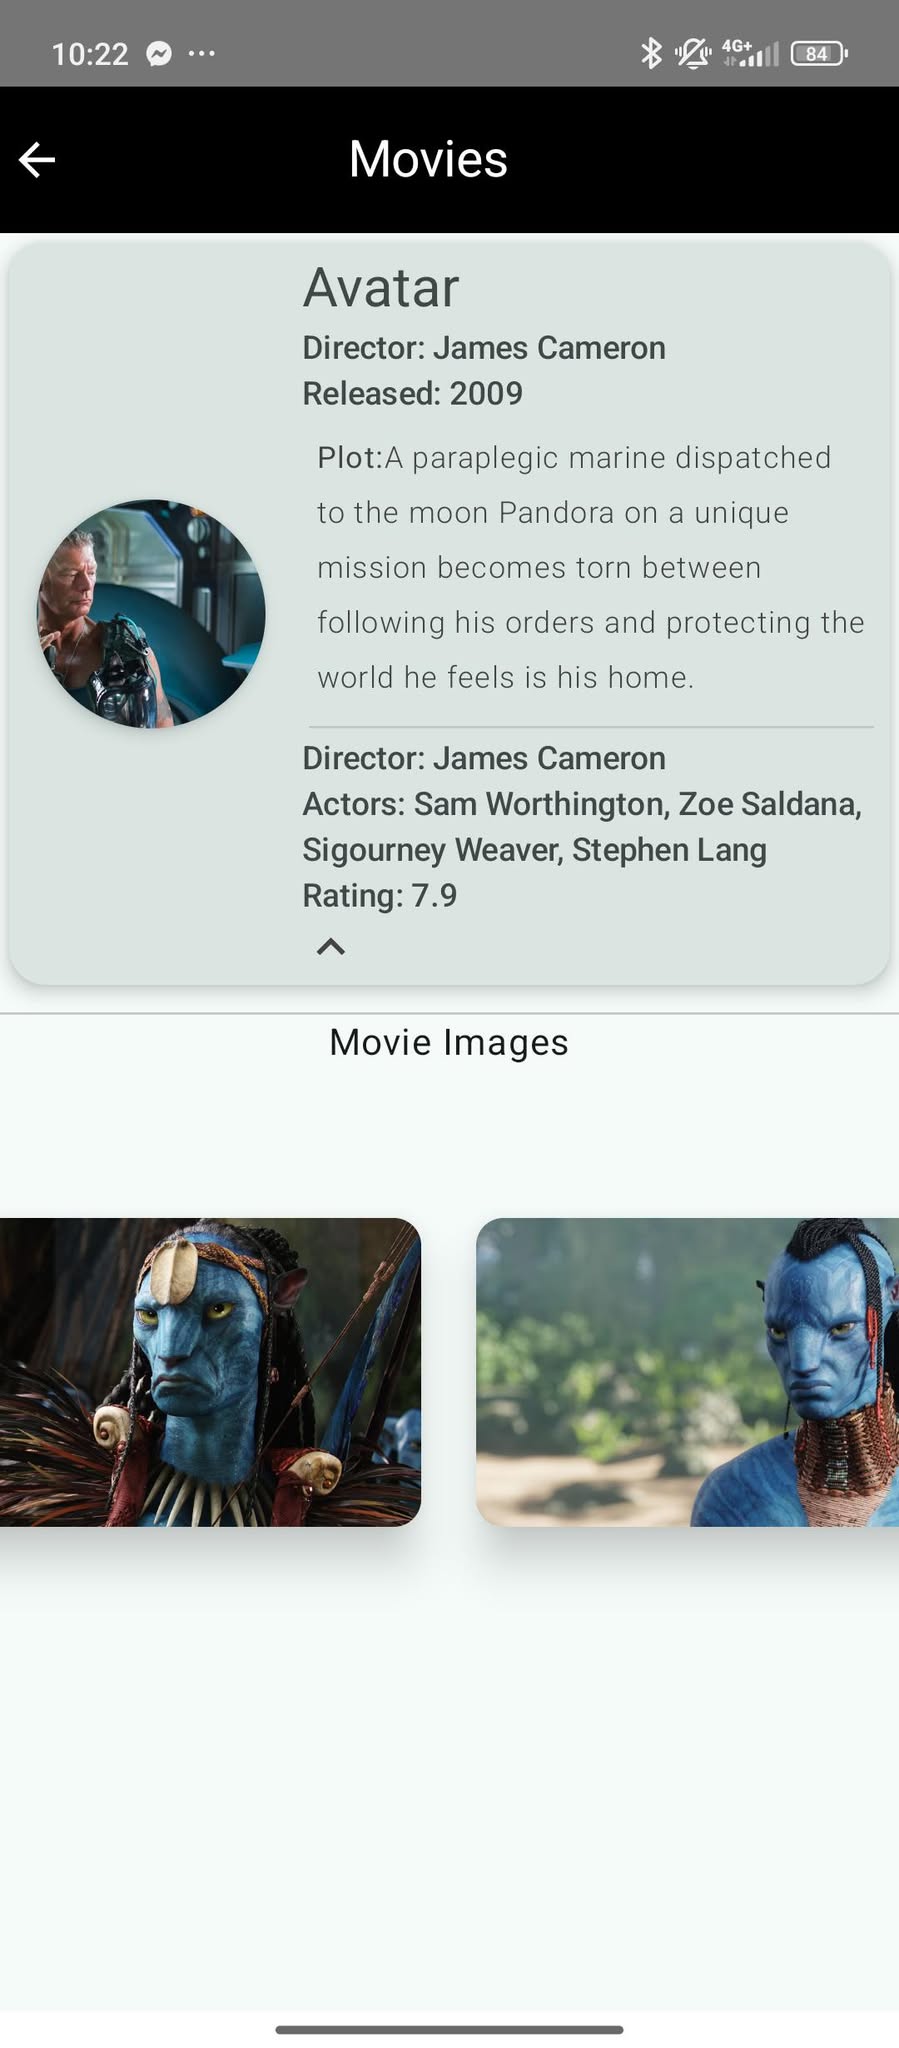 10:22
4G+
84
Movies
Avatar
Director: James Cameron
Released: 2009
Plot:A paraplegic marine dispatched
to the moon Pandora on a unique
mission becomes torn between
following his orders and protecting the
world he feels is his home.
Director: James Cameron
Actors: Sam Worthington, Zoe Saldana,
Sigourney Weaver, Stephen Lang
Rating: 7.9
Movie Images